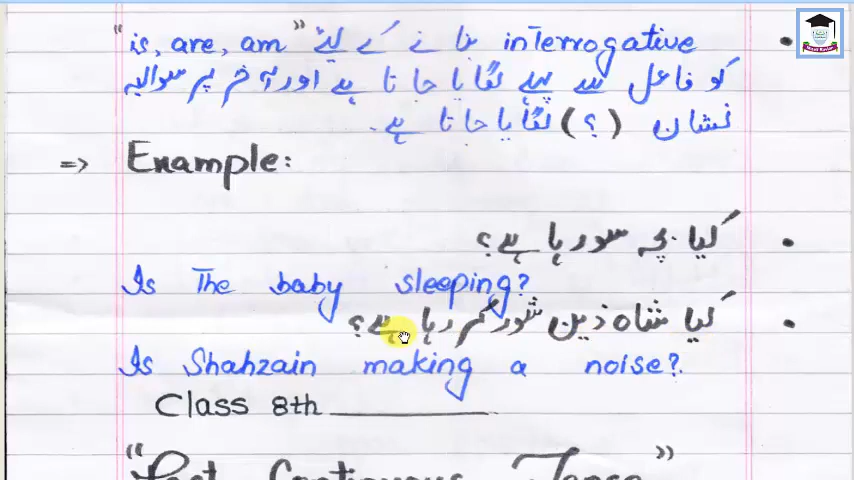 interrogative بنانے کے لیئے "is, are, am"
کو فاعل سے پہلے لگایا جاتا ہے اور آخر پر سوالیہ
نشان (؟) لگایا جاتا ہے۔
=> Example:
کیا بچہ سو رہا ہے؟
Is The baby sleeping?
کیا شاہ ذین شور کر رہا ہے؟
Is Shahzain making a noise?
Class 8th
"Past Continuous Tense"